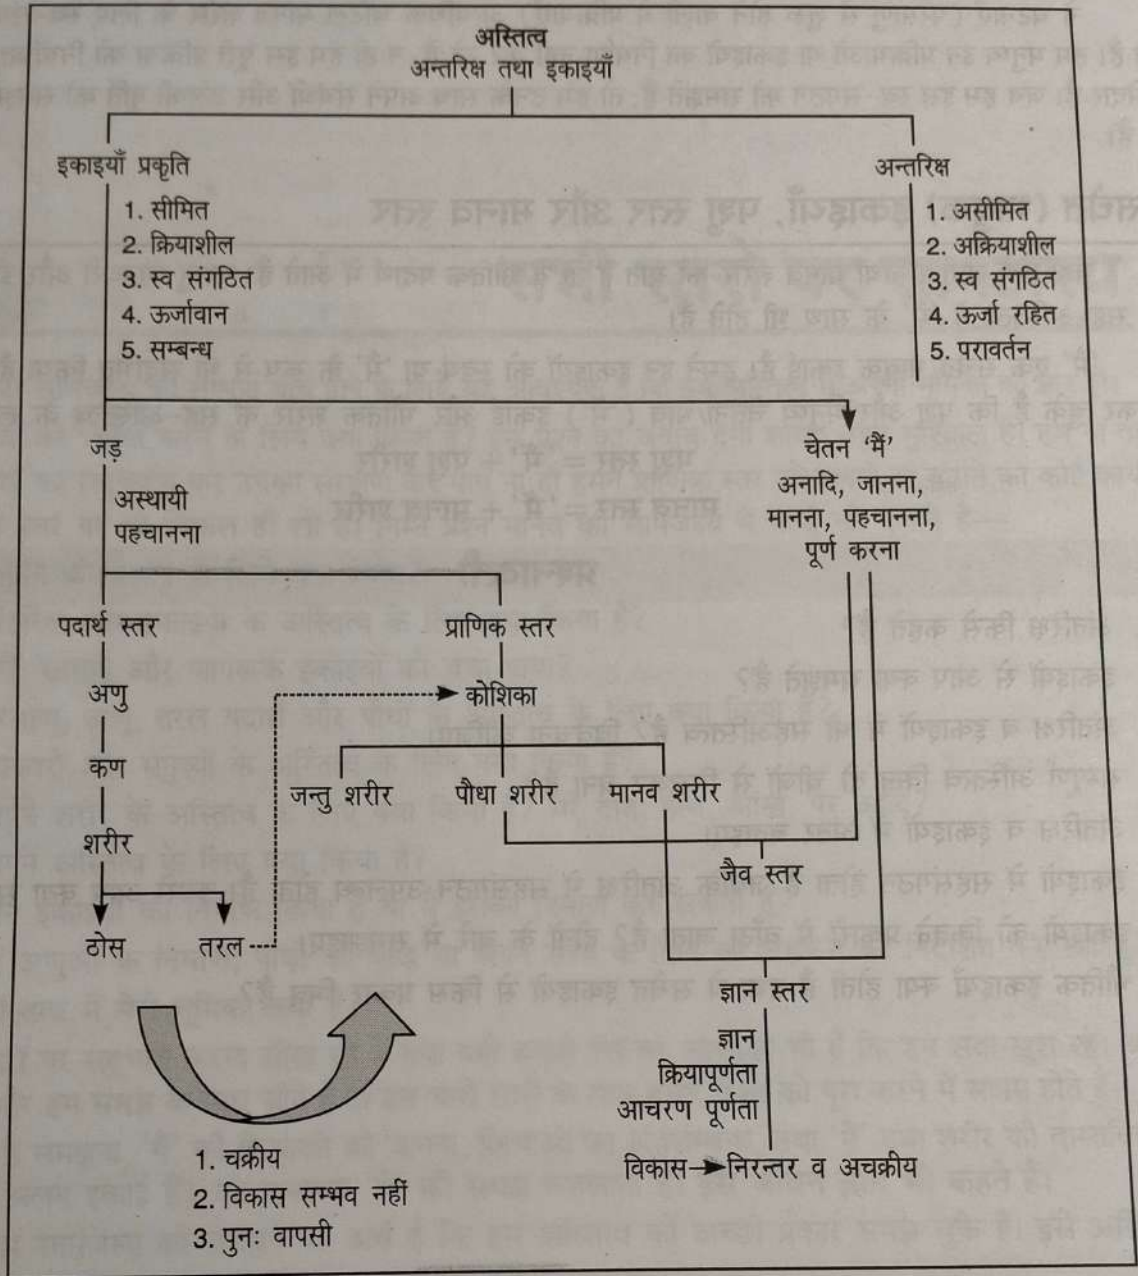 अस्तित्व
अन्तरिक्ष तथा इकाइयाँ
इकाइयाँ प्रकृति
1. सीमित
2. क्रियाशील
3. स्व संगठित
4. ऊर्जावान
5. सम्बन्ध
अन्तरिक्ष
1. असीमित
2. अक्रियाशील
3. स्व संगठित
4. ऊर्जा रहित
5. परावर्तन
जड़
अस्थायी
पहचानना
चेतन ‘मैं’
अनादि, जानना,
मानना, पहचानना,
पूर्ण करना
पदार्थ स्तर
प्राणिक स्तर
अणु
कोशिका
कण
जन्तु शरीर
पौधा शरीर
मानव शरीर
शरीर
जैव स्तर
ठोस
तरल
ज्ञान स्तर
ज्ञान
क्रियापूर्णता
आचरण पूर्णता
विकास
निरन्तर व अचक्रीय
1. चक्रीय
2. विकास सम्भव नहीं
3. पुनः वापसी